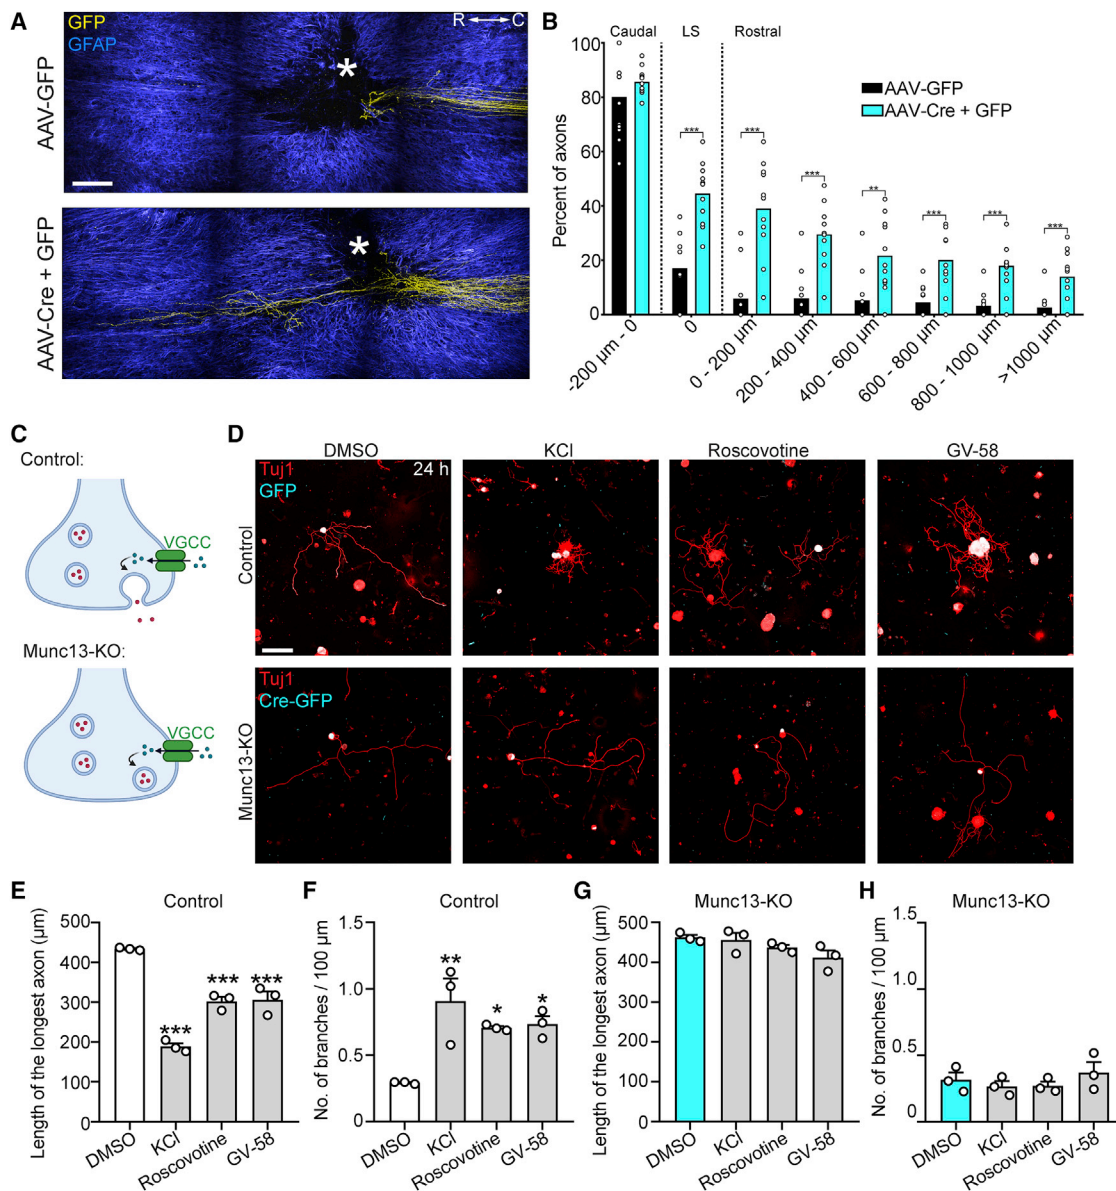 A
GFP
GFAP
R C
*
AAV-GFP
*
AAV-Cre + GFP
B
Caudal LS Rostral
AAV-GFP
AAV-Cre + GFP
Percent of axons
100
80
60
40
20
0
*** *** *** ** *** *** ***
-200 µm - 0
0
0 - 200 µm
200 - 400 µm
400 - 600 µm
600 - 800 µm
800 - 1000 µm
>1000 µm
C
Control:
VGCC
Munc13-KO:
VGCC
D
DMSO KCl Roscovotine GV-58
Tuj1
GFP
24 h
Control
Tuj1
Cre-GFP
Munc13-KO
E
Control
Length of the longest axon (µm)
500
400
300
200
100
0
*** *** ***
DMSO
KCl
Roscovotine
GV-58
F
Control
No. of branches / 100 µm
1.5
1.0
0.5
0
** * *
DMSO
KCl
Roscovotine
GV-58
G
Munc13-KO
Length of the longest axon (µm)
500
400
300
200
100
0
DMSO
KCl
Roscovotine
GV-58
H
Munc13-KO
No. of branches / 100 µm
1.5
1.0
0.5
0
DMSO
KCl
Roscovotine
GV-58